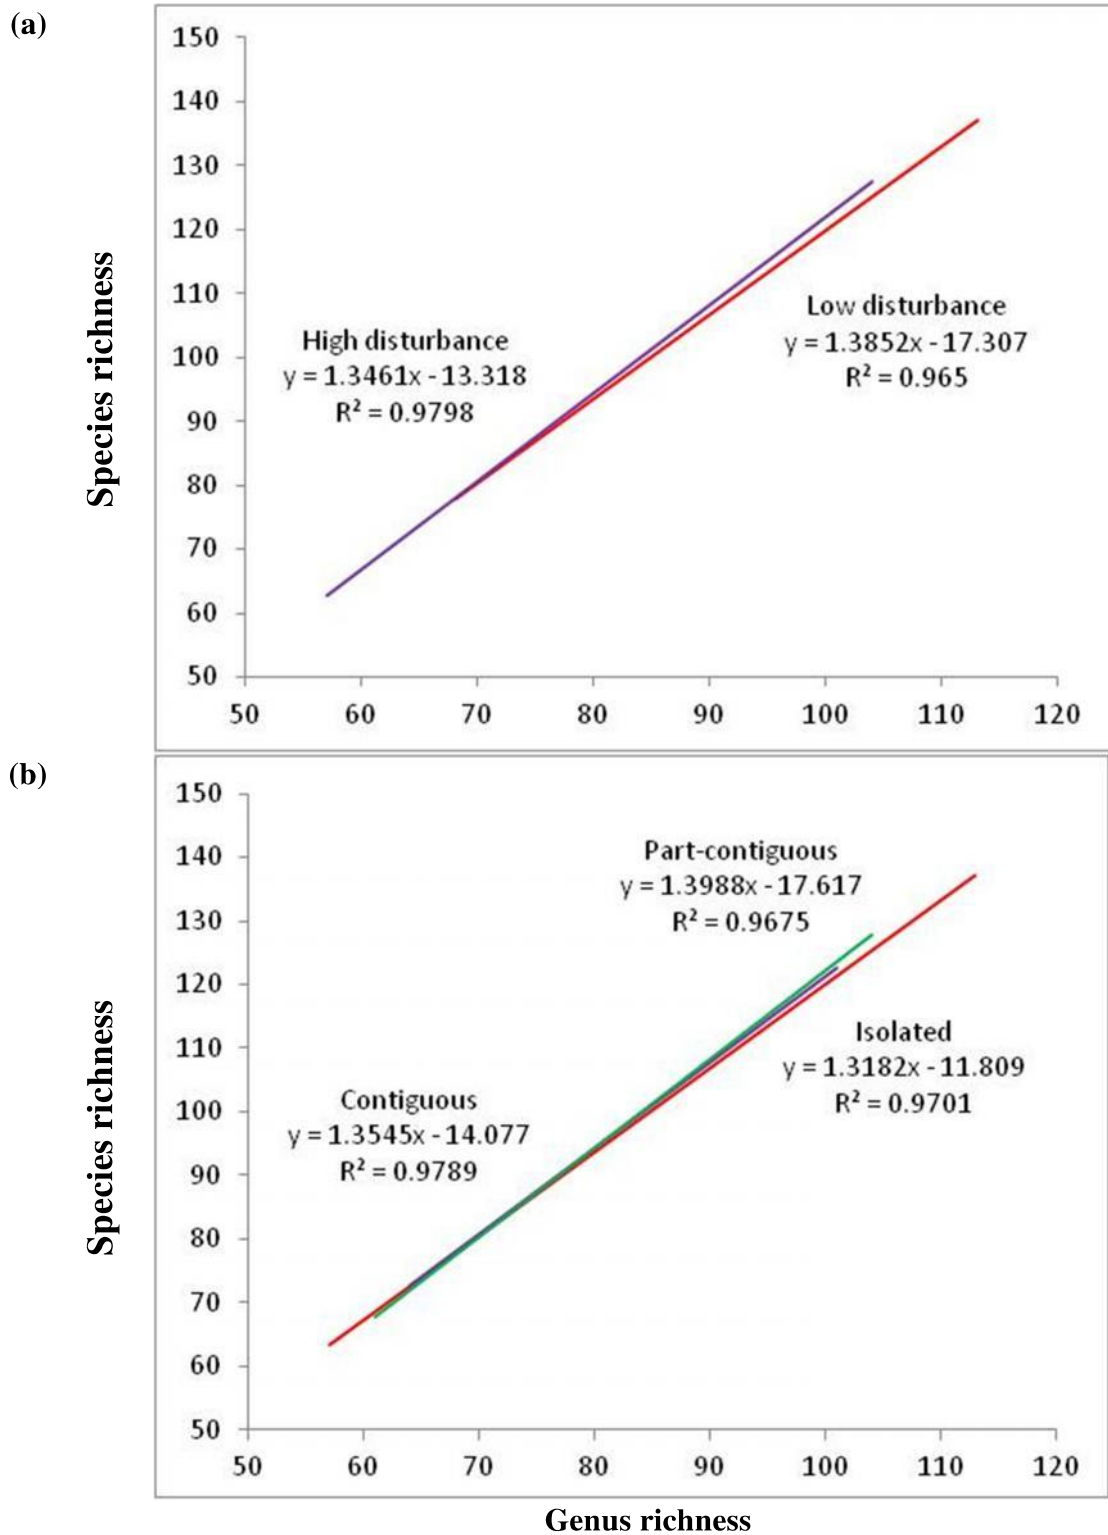 (a)
150
140
130
120
110
100
90
80
70
60
50
Species richness
High disturbance
y = 1.3461x - 13.318
R² = 0.9798
Low disturbance
y = 1.3852x - 17.307
R² = 0.965
50 60 70 80 90 100 110 120
(b)
150
140
130
120
110
100
90
80
70
60
50
Species richness
Part-contiguous
y = 1.3988x - 17.617
R² = 0.9675
Isolated
y = 1.3182x - 11.809
R² = 0.9701
Contiguous
y = 1.3545x - 14.077
R² = 0.9789
50 60 70 80 90 100 110 120
Genus richness